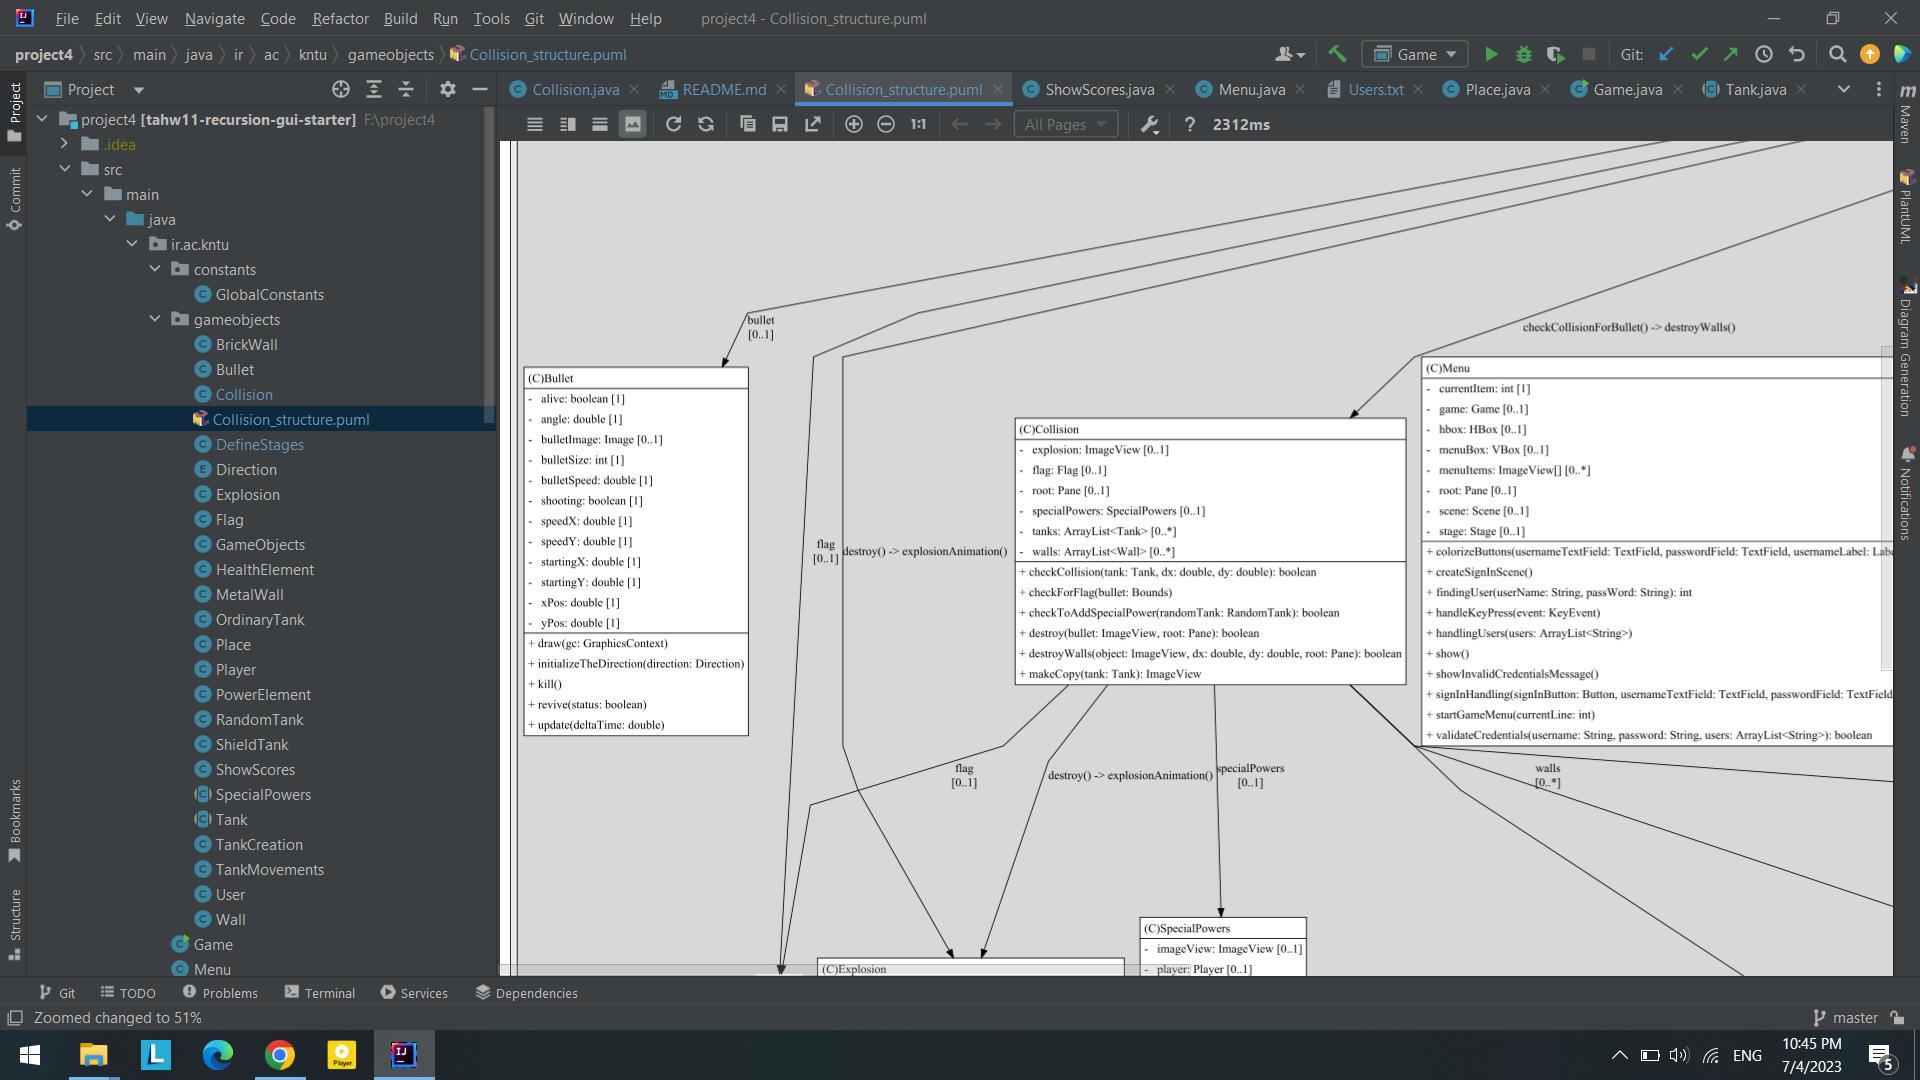 File Edit View Navigate Code Refactor Build Run Tools Git Window Help project4 - Collision_structure.puml
project4 src main java ir ac kntu gameobjects Collision_structure.puml Game Git:
Project Collision.java README.md Collision_structure.puml ShowScores.java Menu.java Users.txt Place.java Game.java Tank.java
1:1 All Pages ? 2312ms
project4 [tahw11-recursion-gui-starter] F:\project4
.idea
src
main
java
ir.ac.kntu
constants
GlobalConstants
gameobjects
BrickWall
Bullet
Collision
Collision_structure.puml
DefineStages
Direction
Explosion
Flag
GameObjects
HealthElement
MetalWall
OrdinaryTank
Place
Player
PowerElement
RandomTank
ShieldTank
ShowScores
SpecialPowers
Tank
TankCreation
TankMovements
User
Wall
Game
Menu
Project
Commit
Bookmarks
Structure
bullet
[0..1]
(C)Bullet
- alive: boolean [1]
- angle: double [1]
- bulletImage: Image [0..1]
- bulletSize: int [1]
- bulletSpeed: double [1]
- shooting: boolean [1]
- speedX: double [1]
- speedY: double [1]
- startingX: double [1]
- startingY: double [1]
- xPos: double [1]
- yPos: double [1]
+ draw(gc: GraphicsContext)
+ initializeTheDirection(direction: Direction)
+ kill()
+ revive(status: boolean)
+ update(deltaTime: double)
flag
[0..1]
destroy() -> explosionAnimation()
(C)Collision
- explosion: ImageView [0..1]
- flag: Flag [0..1]
- root: Pane [0..1]
- specialPowers: SpecialPowers [0..1]
- tanks: ArrayList<Tank> [0..*]
- walls: ArrayList<Wall> [0..*]
+ checkCollision(tank: Tank, dx: double, dy: double): boolean
+ checkForFlag(bullet: Bounds)
+ checkToAddSpecialPower(randomTank: RandomTank): boolean
+ destroy(bullet: ImageView, root: Pane): boolean
+ destroyWalls(object: ImageView, dx: double, dy: double, root: Pane): boolean
+ makeCopy(tank: Tank): ImageView
checkCollisionForBullet() -> destroyWalls()
(C)Menu
- currentItem: int [1]
- game: Game [0..1]
- hbox: HBox [0..1]
- menuBox: VBox [0..1]
- menuItems: ImageView[] [0..*]
- root: Pane [0..1]
- scene: Scene [0..1]
- stage: Stage [0..1]
+ colorizeButtons(usernameTextField: TextField, passwordField: TextField, usernameLabel: Labe
+ createSignInScene()
+ findingUser(userName: String, passWord: String): int
+ handleKeyPress(event: KeyEvent)
+ handlingUsers(users: ArrayList<String>)
+ show()
+ showInvalidCredentialsMessage()
+ signInHandling(signInButton: Button, usernameTextField: TextField, passwordField: TextField
+ startGameMenu(currentLine: int)
+ validateCredentials(username: String, password: String, users: ArrayList<String>): boolean
flag
[0..1]
destroy() -> explosionAnimation()
specialPowers
[0..1]
walls
[0..*]
(C)SpecialPowers
- imageView: ImageView [0..1]
- player: Player [0..1]
(C)Explosion
Maven
PlantUML
Diagram Generation
Notifications
Git TODO Problems Terminal Services Dependencies
Zoomed changed to 51% master
L Player IJ ENG 10:45 PM
7/4/2023 5